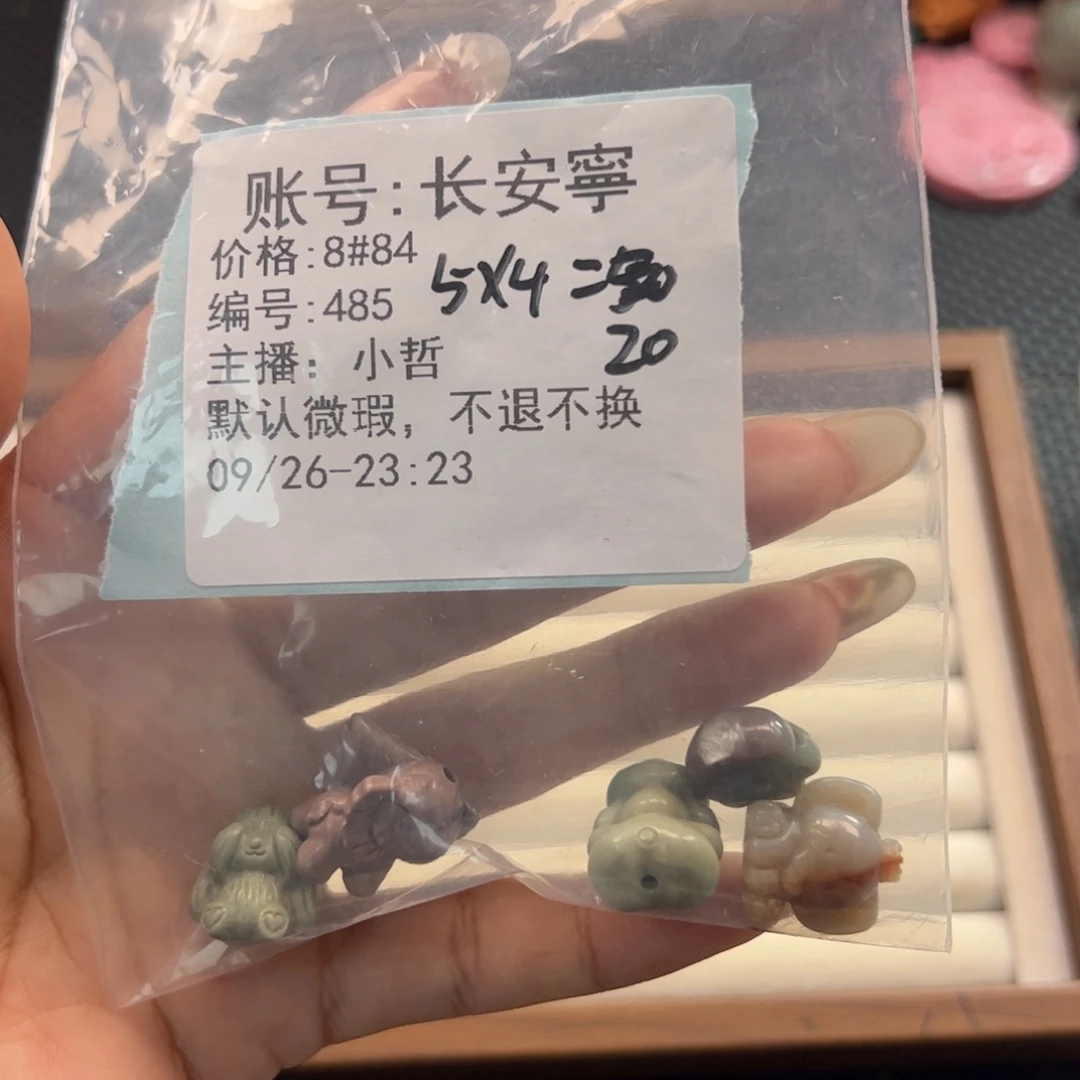 账号:长安寧
价格:8#84
编号:485
5X4=
20
主播：小哲
默认微瑕，不退不换
09/26-23:23